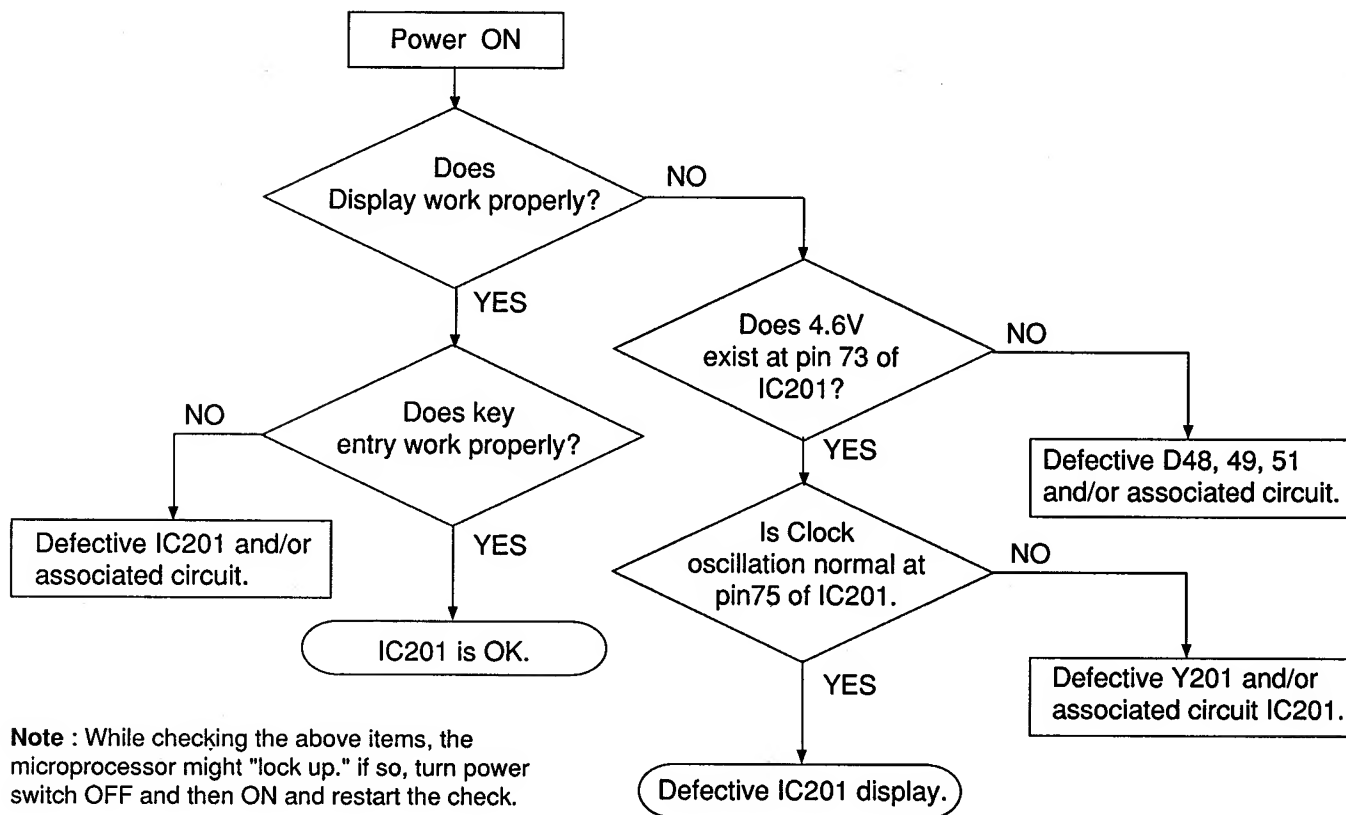 Power ON
Does
Display work properly?
NO
YES
Does 4.6V
exist at pin 73 of
IC201?
NO
YES
Does key
entry work properly?
NO
YES
Defective D48, 49, 51
and/or associated circuit.
Defective IC201 and/or
associated circuit.
Is Clock
oscillation normal at
pin75 of IC201.
NO
YES
IC201 is OK.
Defective Y201 and/or
associated circuit IC201.
Defective IC201 display.
Note : While checking the above items, the
microprocessor might "lock up." if so, turn power
switch OFF and then ON and restart the check.